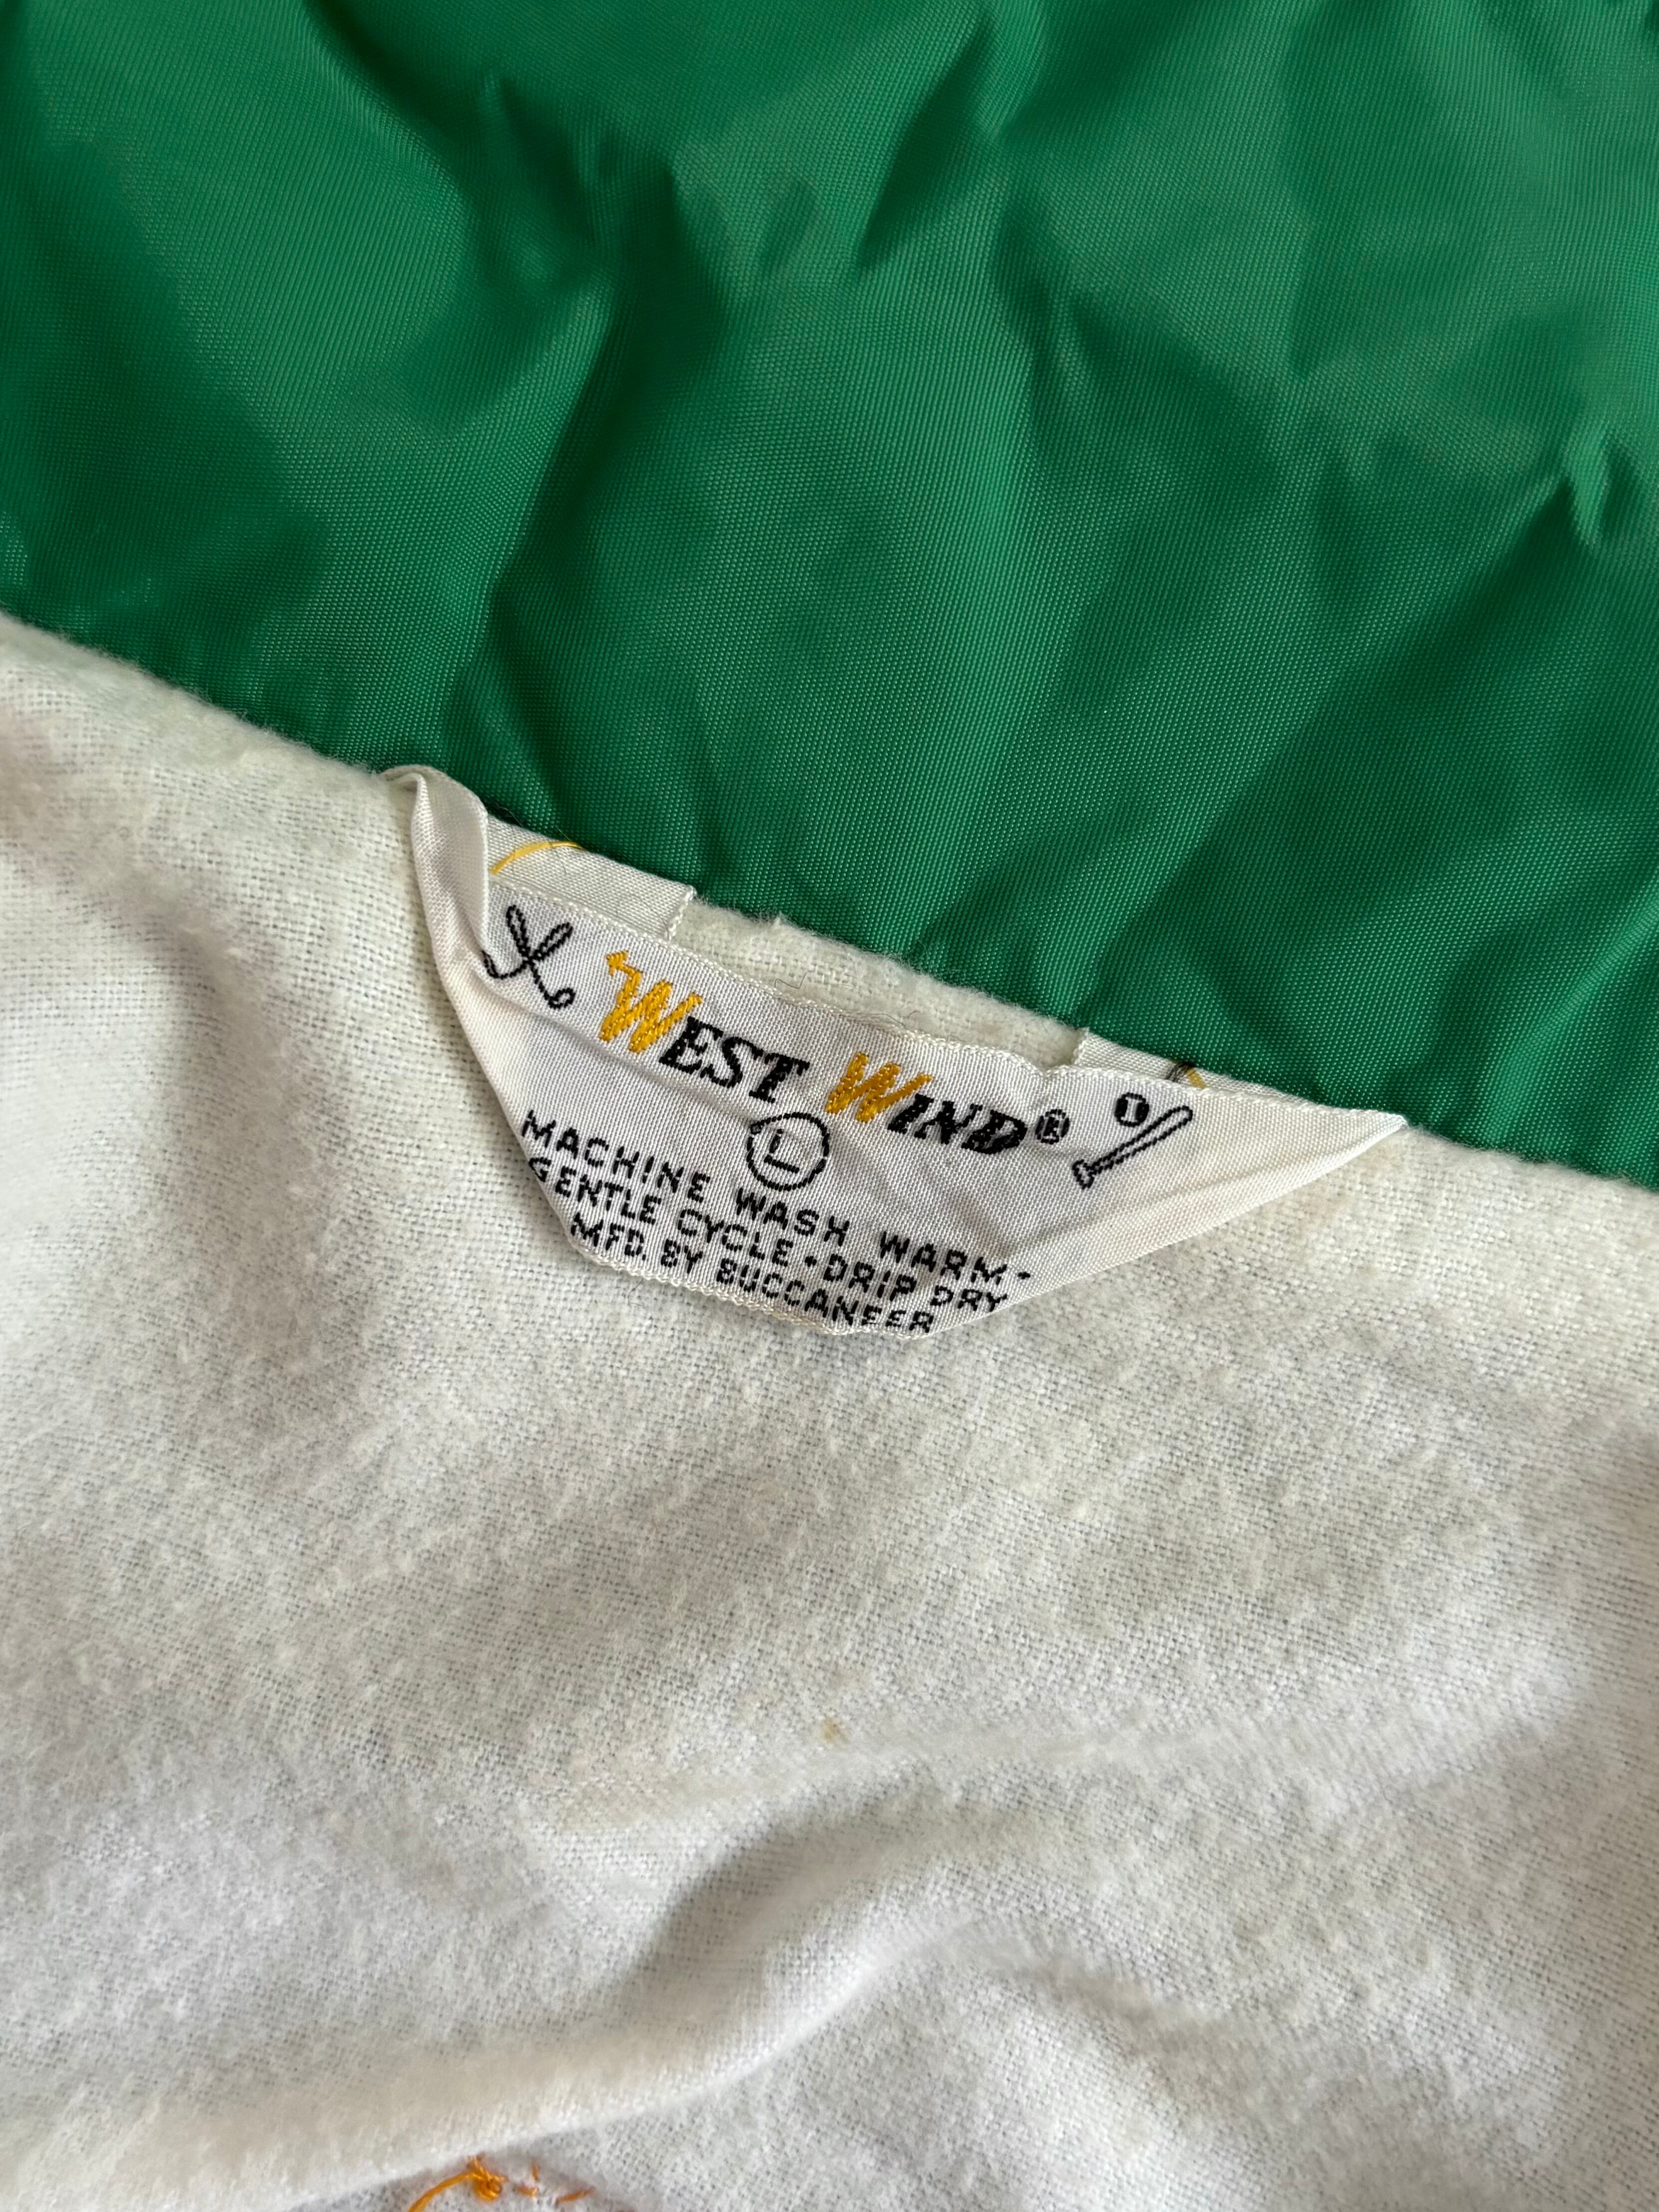 WEST WIND®
L
MACHINE WASH WARM •
GENTLE CYCLE • DRIP DRY
MFD. BY BUCCANEER